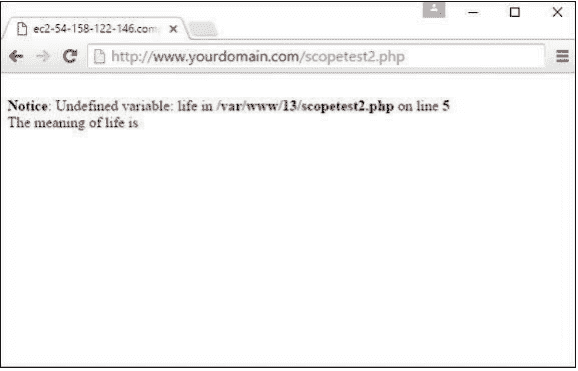 ec2-54-158-122-146.com
http://www.yourdomain.com/scopetest2.php
Notice: Undefined variable: life in /var/www/13/scopetest2.php on line 5
The meaning of life is